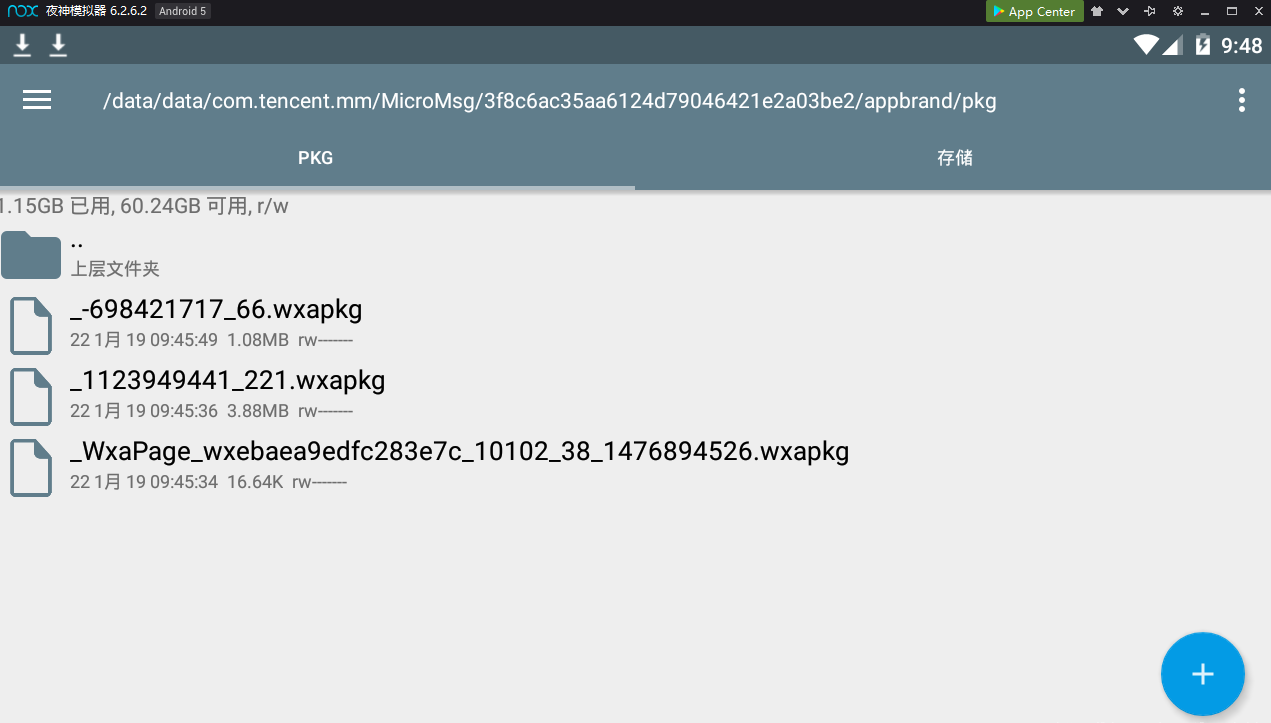 nox 夜神模拟器 6.2.6.2 Android 5 App Center
9:48
/data/data/com.tencent.mm/MicroMsg/3f8c6ac35aa6124d79046421e2a03be2/appbrand/pkg
PKG 存储
1.15GB 已用, 60.24GB 可用, r/w
..
上层文件夹
_-698421717_66.wxapkg
22 1月 19 09:45:49 1.08MB rw-------
_1123949441_221.wxapkg
22 1月 19 09:45:36 3.88MB rw-------
_WxaPage_wxebaea9edfc283e7c_10102_38_1476894526.wxapkg
22 1月 19 09:45:34 16.64K rw-------